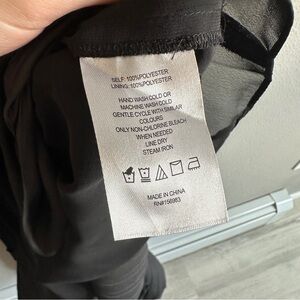 SELF: 100%POLYESTER
LINING: 100%POLYESTER
HAND WASH COLD OR
MACHINE WASH COLD
GENTLE CYCLE WITH SIMILAR
COLOURS
ONLY NON-CHLORINE BLEACH
WHEN NEEDED
LINE DRY
STEAM IRON
MADE IN CHINA
RN#156963